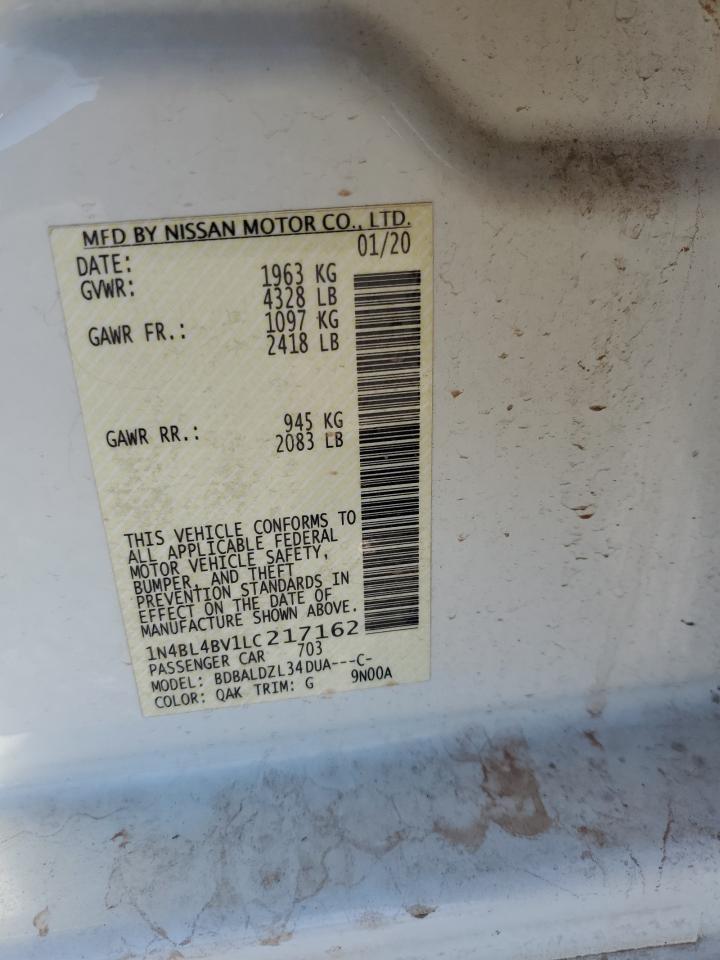 MFD BY NISSAN MOTOR CO., LTD.
DATE: 01/20
GVWR: 1963 KG
4328 LB
GAWR FR.: 1097 KG
2418 LB
GAWR RR.: 945 KG
2083 LB
THIS VEHICLE CONFORMS TO
ALL APPLICABLE FEDERAL
MOTOR VEHICLE SAFETY,
BUMPER, AND THEFT
PREVENTION STANDARDS IN
EFFECT ON THE DATE OF
MANUFACTURE SHOWN ABOVE.
1N4BL4BV1LC217162
PASSENGER CAR 703
MODEL: BDBALDZL34DUA---C-
COLOR: QAK TRIM: G 9N00A